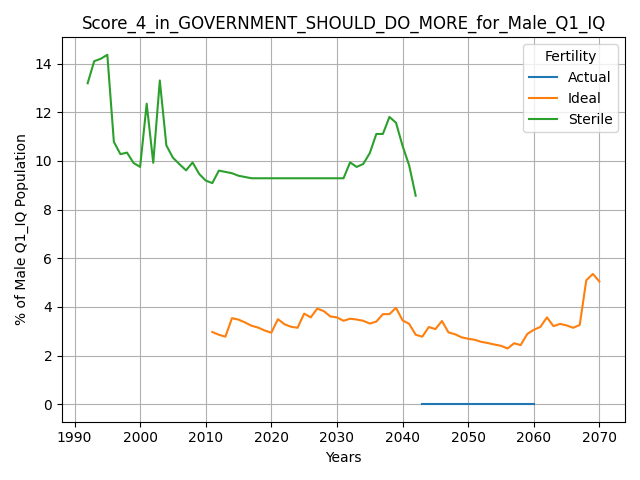 Score_4_in_GOVERNMENT_SHOULD_DO_MORE_for_Male_Q1_IQ
% of Male Q1_IQ Population
14
12
10
8
6
4
2
0
Fertility
Actual
Ideal
Sterile
1990 2000 2010 2020 2030 2040 2050 2060 2070
Years